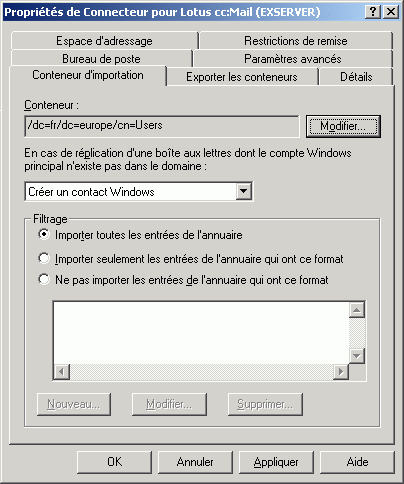 Propriétés de Connecteur pour Lotus cc:Mail (EXSERVER)
Espace d'adressage
Restrictions de remise
Bureau de poste
Paramètres avancés
Conteneur d'importation
Exporter les conteneurs
Détails
Conteneur :
/dc=fr/dc=europe/cn=Users
Modifier...
En cas de réplication d'une boîte aux lettres dont le compte Windows
principal n'existe pas dans le domaine :
Créer un contact Windows
Filtrage
Importer toutes les entrées de l'annuaire
Importer seulement les entrées de l'annuaire qui ont ce format
Ne pas importer les entrées de l'annuaire qui ont ce format
Nouveau...
Modifier...
Supprimer...
OK
Annuler
Appliquer
Aide